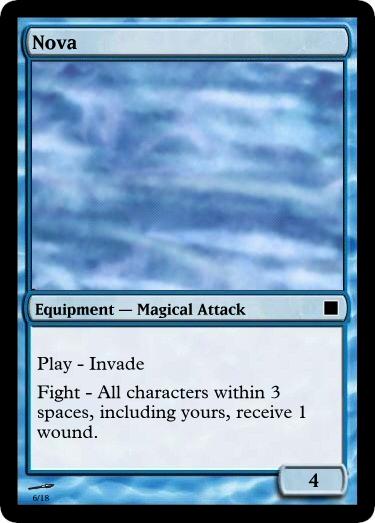 Nova
Equipment — Magical Attack
Play - Invade
Fight - All characters within 3
spaces, including yours, receive 1
wound.
4
6/18